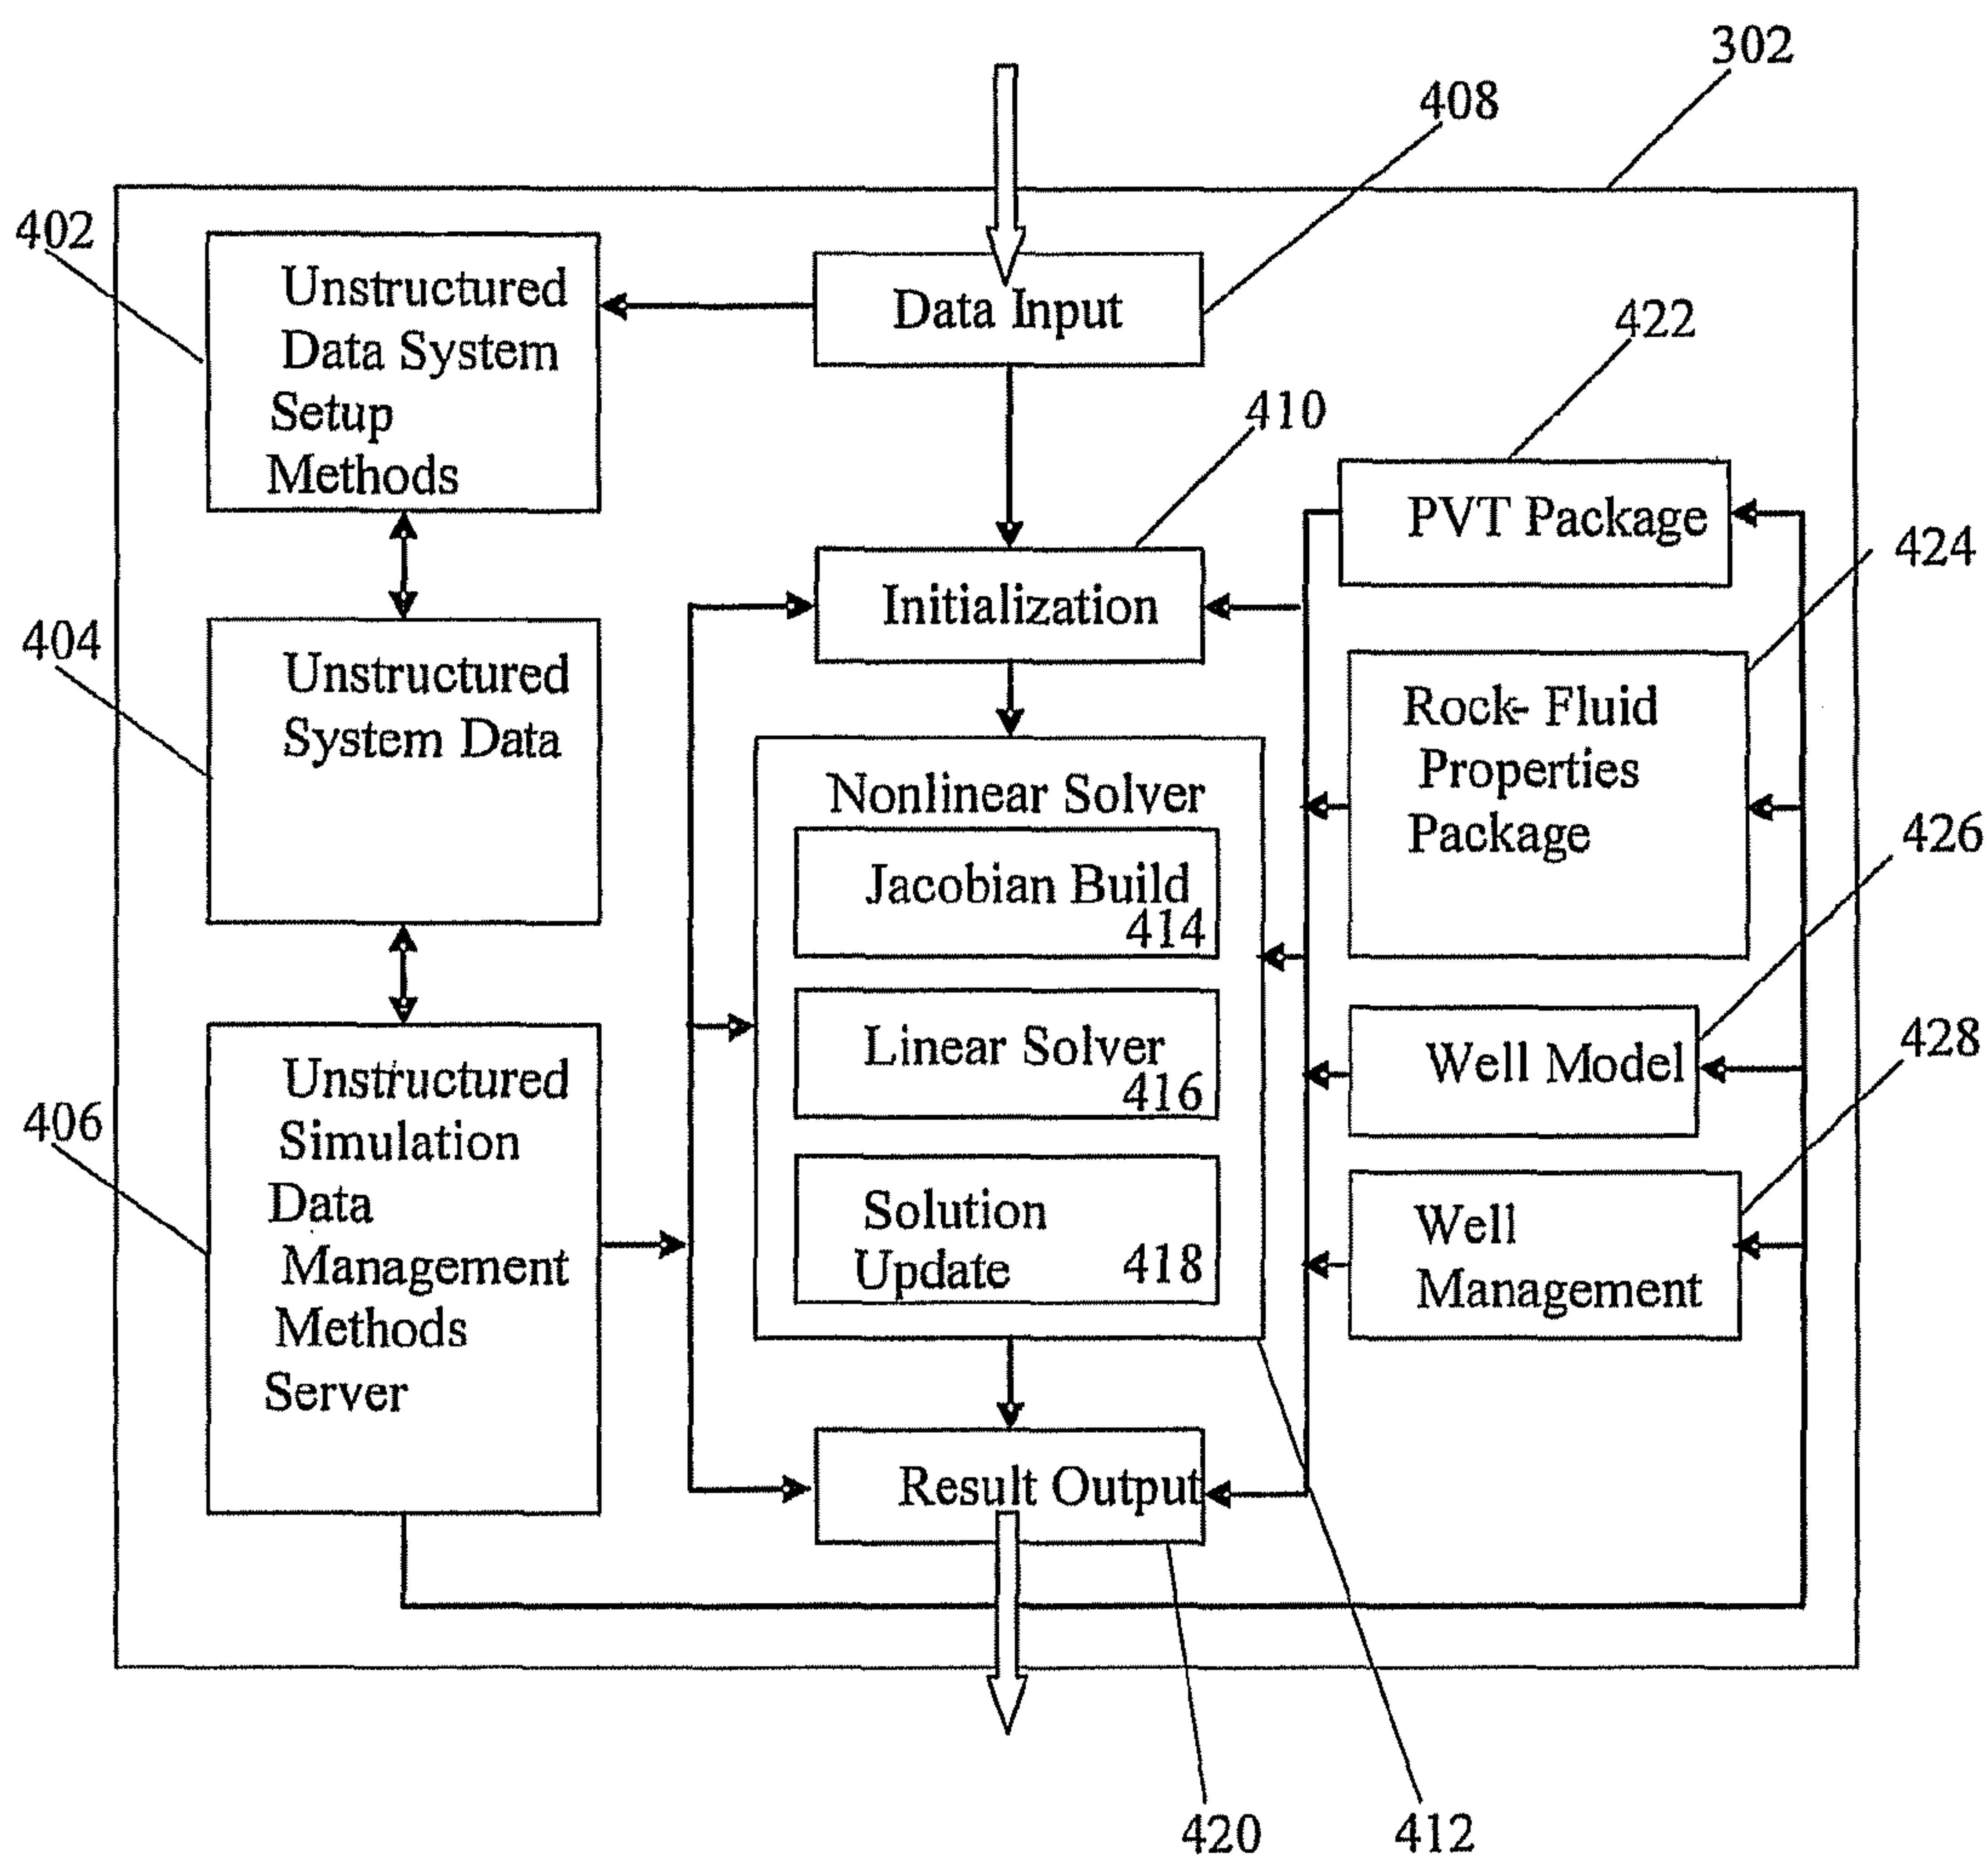 302
408
402
Unstructured
Data System
Setup
Methods
Data Input
422
410
PVT Package
424
Initialization
404
Unstructured
System Data
Rock- Fluid
Properties
Package
Nonlinear Solver
Jacobian Build
414
426
Linear Solver
416
Well Model
428
406
Unstructured
Simulation
Data
Management
Methods
Server
Solution
Update
418
Well
Management
Result Output
420
412